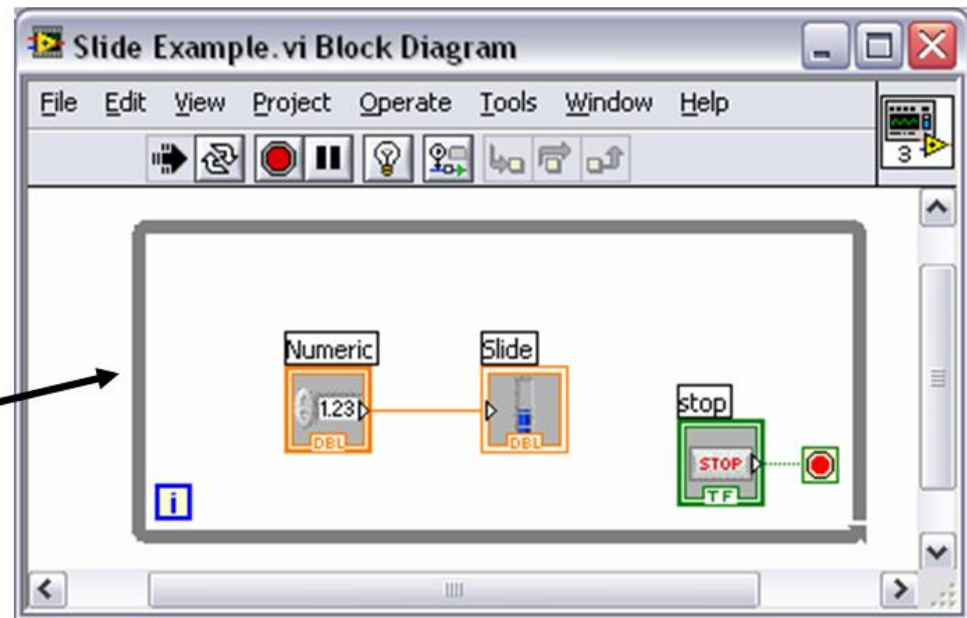 Slide Example.vi Block Diagram
File Edit View Project Operate Tools Window Help
3
Numeric
1.23
DBL
Slide
DBL
stop
STOP
TF
i